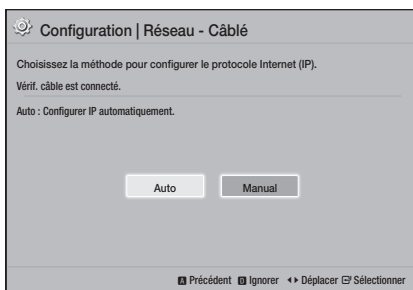 Configuration | Réseau - Câblé
Choisissez la méthode pour configurer le protocole Internet (IP).
Vérif. câble est connecté.
Auto : Configurer IP automatiquement.
Auto Manual
A Précédent D Ignorer Déplacer Sélectionner